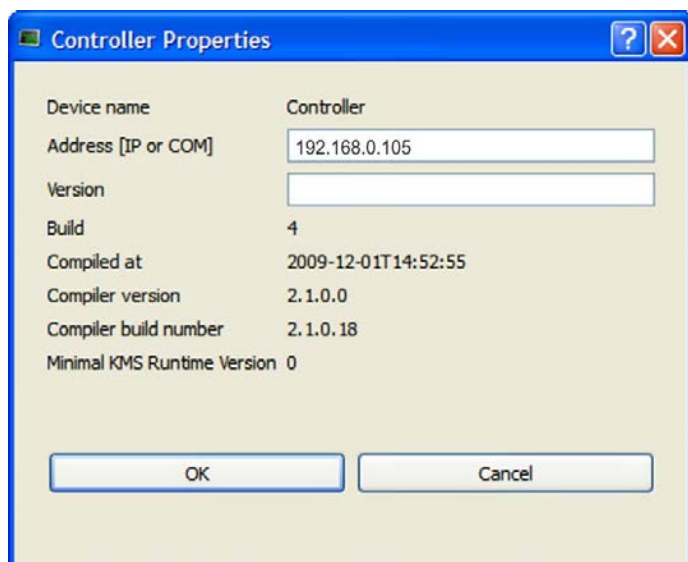 Controller Properties
Device name Controller
Address [IP or COM] 192.168.0.105
Version
Build 4
Compiled at 2009-12-01T14:52:55
Compiler version 2.1.0.0
Compiler build number 2.1.0.18
Minimal KMS Runtime Version 0
OK Cancel